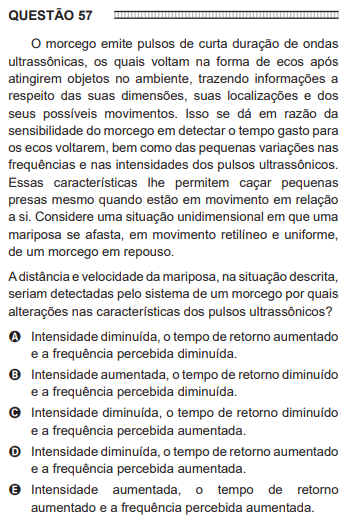 QUESTÃO 57
O morcego emite pulsos de curta duração de ondas
ultrassônicas, os quais voltam na forma de ecos após
atingirem objetos no ambiente, trazendo informações a
respeito das suas dimensões, suas localizações e dos
seus possíveis movimentos. Isso se dá em razão da
sensibilidade do morcego em detectar o tempo gasto para
os ecos voltarem, bem como das pequenas variações nas
frequências e nas intensidades dos pulsos ultrassônicos.
Essas características lhe permitem caçar pequenas
presas mesmo quando estão em movimento em relação
a si. Considere uma situação unidimensional em que uma
mariposa se afasta, em movimento retilíneo e uniforme,
de um morcego em repouso.
A distância e velocidade da mariposa, na situação descrita,
seriam detectadas pelo sistema de um morcego por quais
alterações nas características dos pulsos ultrassônicos?
A Intensidade diminuída, o tempo de retorno aumentado
e a frequência percebida diminuída.
B Intensidade aumentada, o tempo de retorno diminuído
e a frequência percebida diminuída.
C Intensidade diminuída, o tempo de retorno diminuído
e a frequência percebida aumentada.
D Intensidade diminuída, o tempo de retorno aumentado
e a frequência percebida aumentada.
E Intensidade aumentada, o tempo de retorno
aumentado e a frequência percebida aumentada.